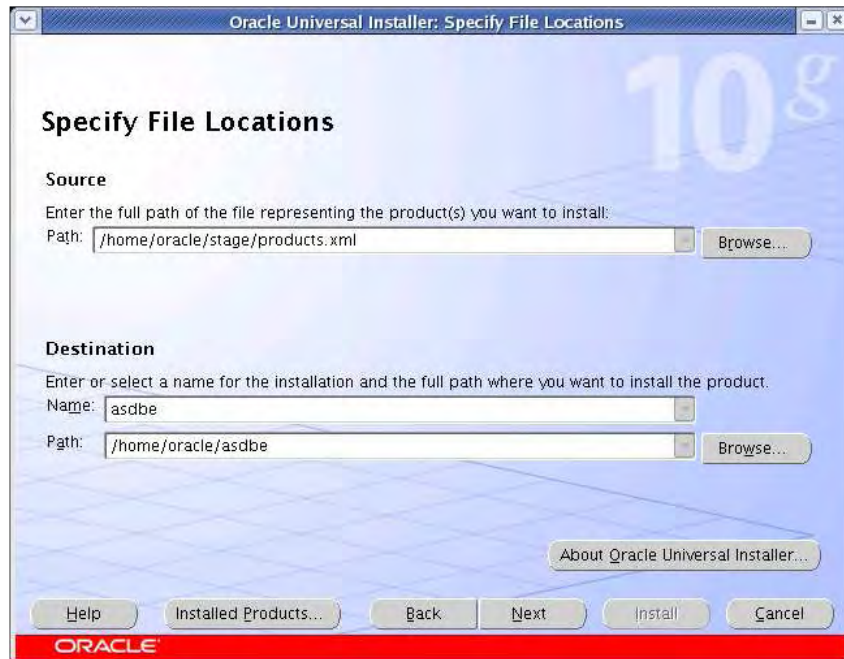 Oracle Universal Installer: Specify File Locations
10g
Specify File Locations
Source
Enter the full path of the file representing the product(s) you want to install:
Path: /home/oracle/stage/products.xml Browse...
Destination
Enter or select a name for the installation and the full path where you want to install the product.
Name: asdbe
Path: /home/oracle/asdbe Browse...
About Oracle Universal Installer...
Help Installed Products... Back Next Install Cancel
ORACLE